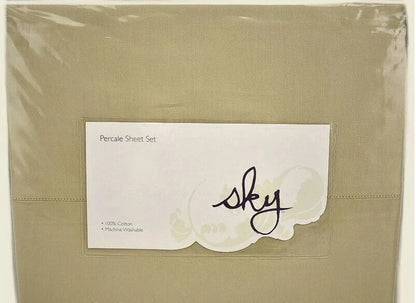 Percale Sheet Set
sky
• 100% Cotton
• Machine Washable